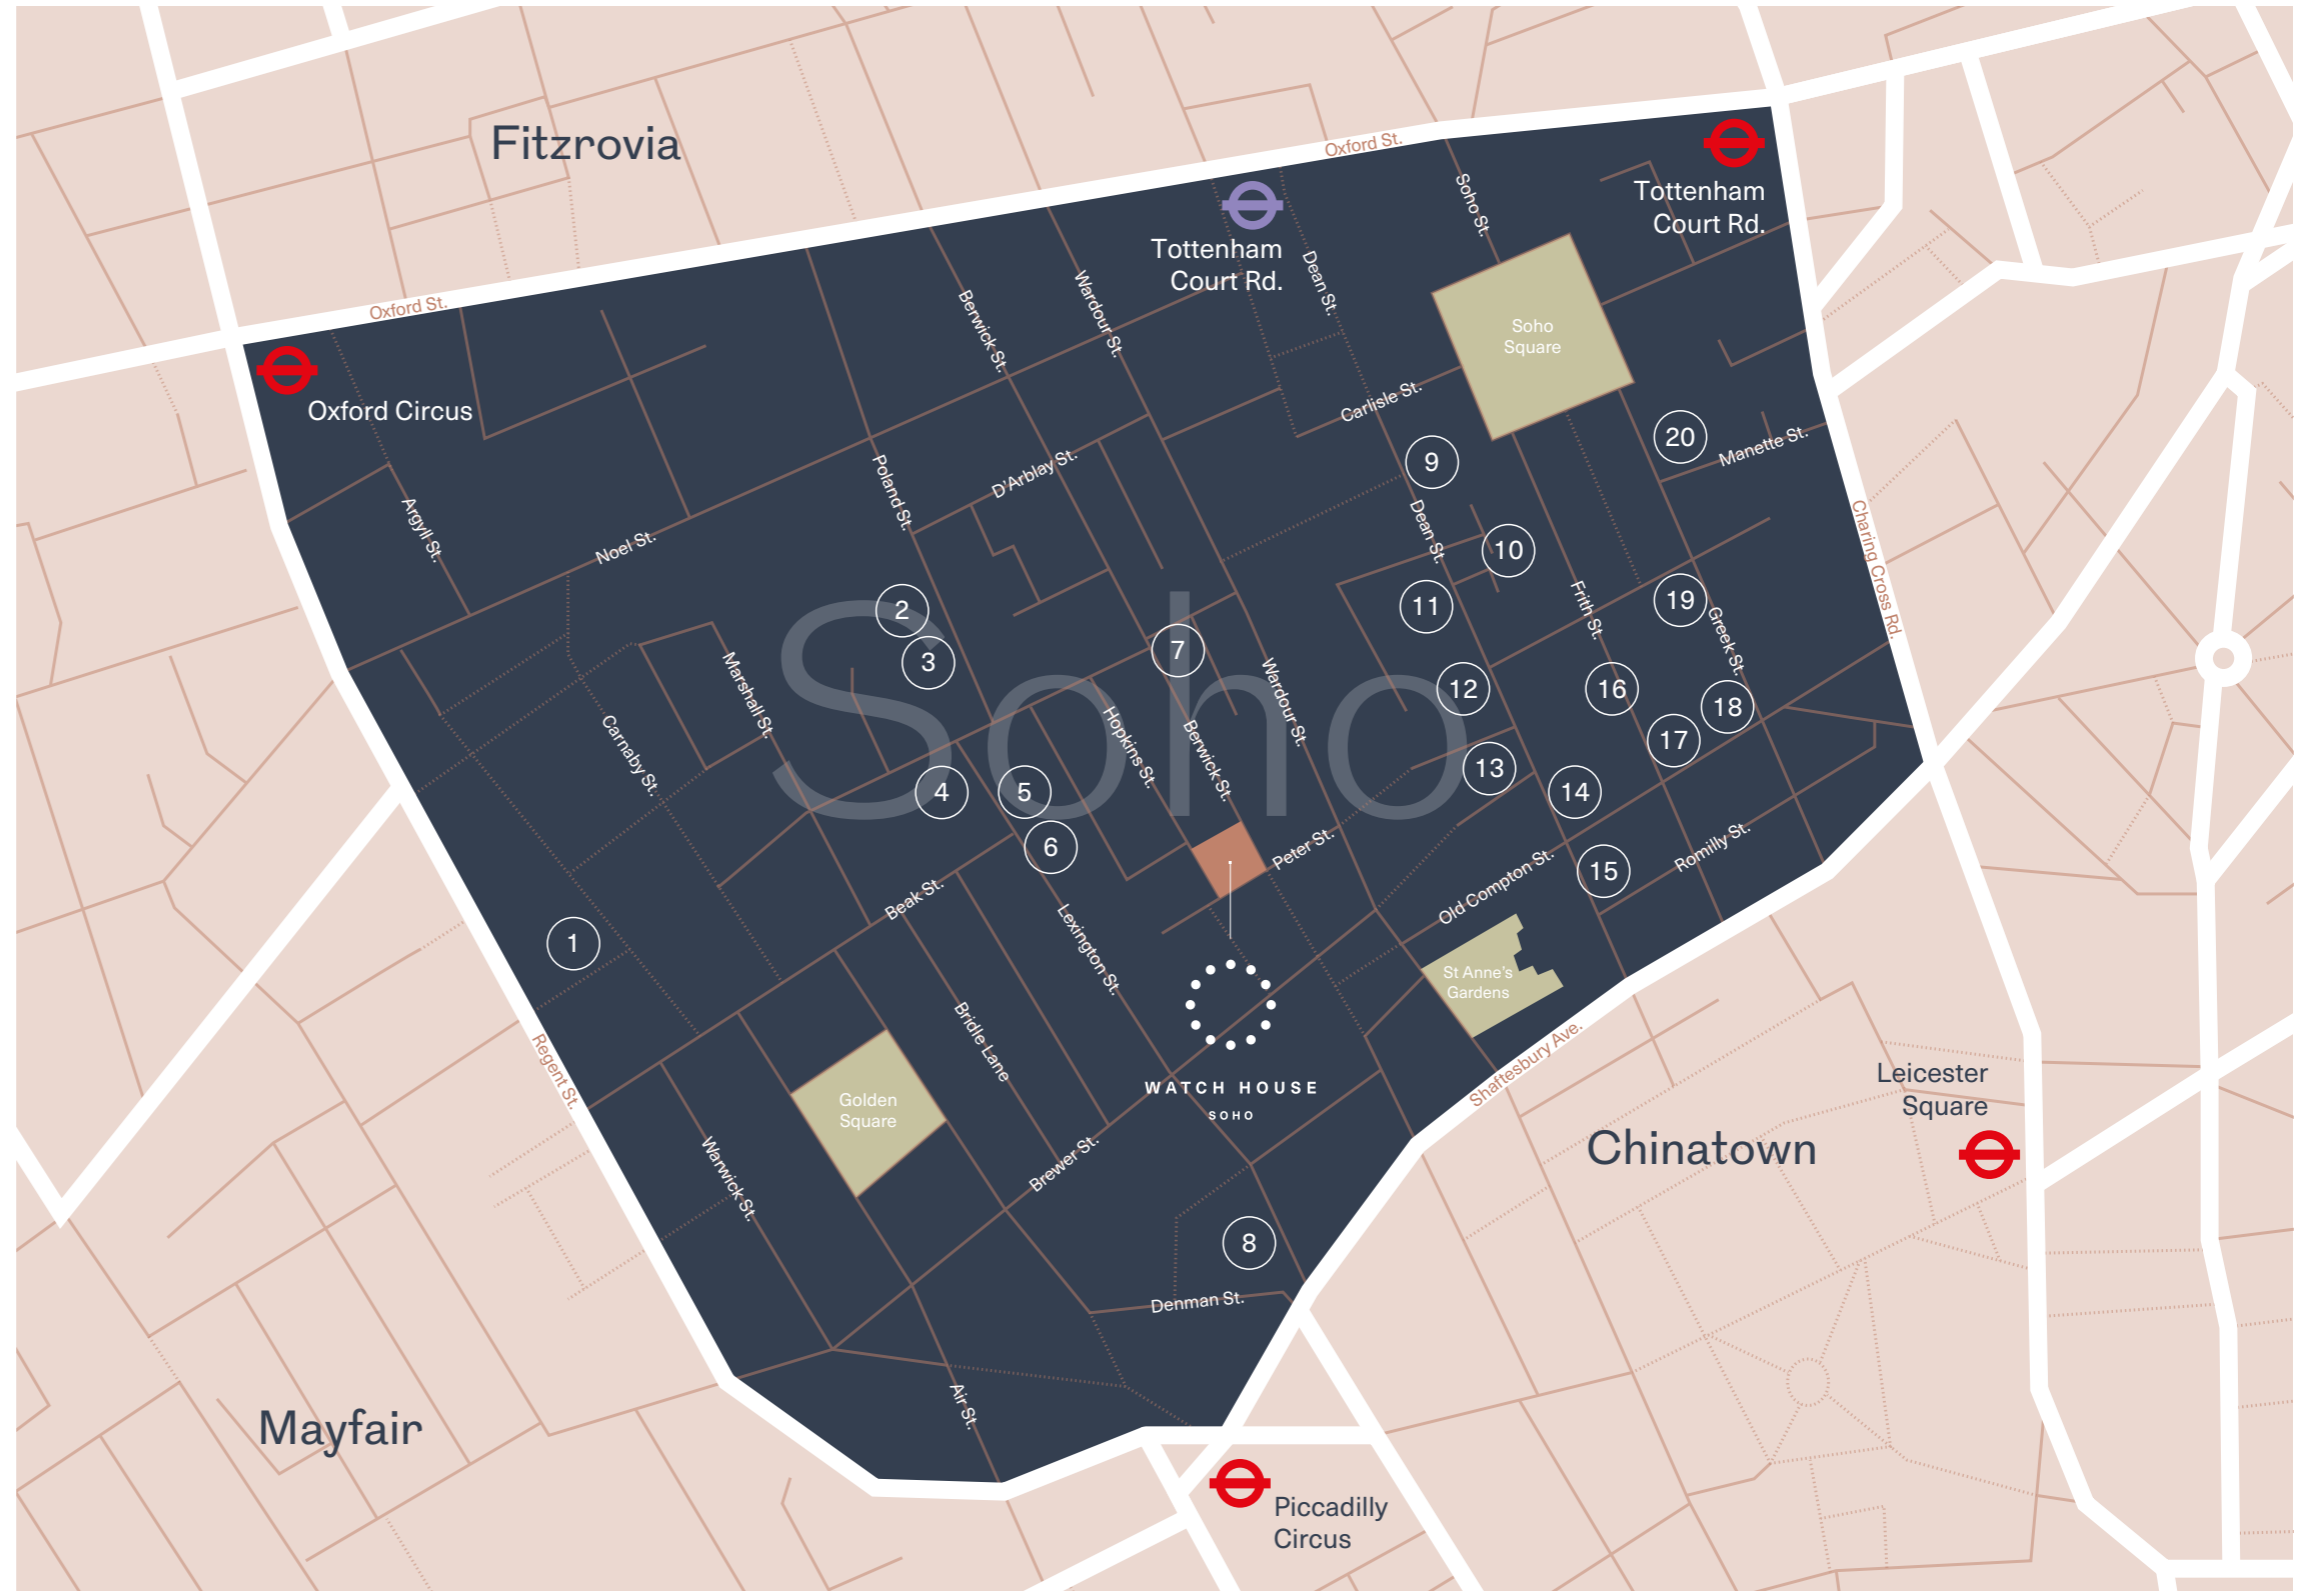 Fitzrovia
Oxford St.
Tottenham
Court Rd.
Soho St.
Tottenham
Court Rd.
Dean St.
Oxford St.
Berwick St.
Wardour St.
Soho
Square
Oxford Circus
Carlisle St.
9
20
Manette St.
Poland St.
D'Arblay St.
Argyll St.
Noel St.
Dean St.
10
Charing Cross Rd.
2
3
Soho
7
11
Frith St.
19
Greek St.
Marshall St.
Carnaby St.
Hopkins St.
Berwick St.
Wardour St.
12
16
18
17
13
14
4
5
6
Peter St.
Old Compton St.
15
Romilly St.
Beak St.
Lexington St.
1
St Anne's
Gardens
Regent St.
Bridle Lane
Golden
Square
WATCH HOUSE
SOHO
Shaftesbury Ave.
Leicester
Square
Chinatown
Warwick St.
Brewer St.
8
Denman St.
Air St.
Mayfair
Piccadilly
Circus